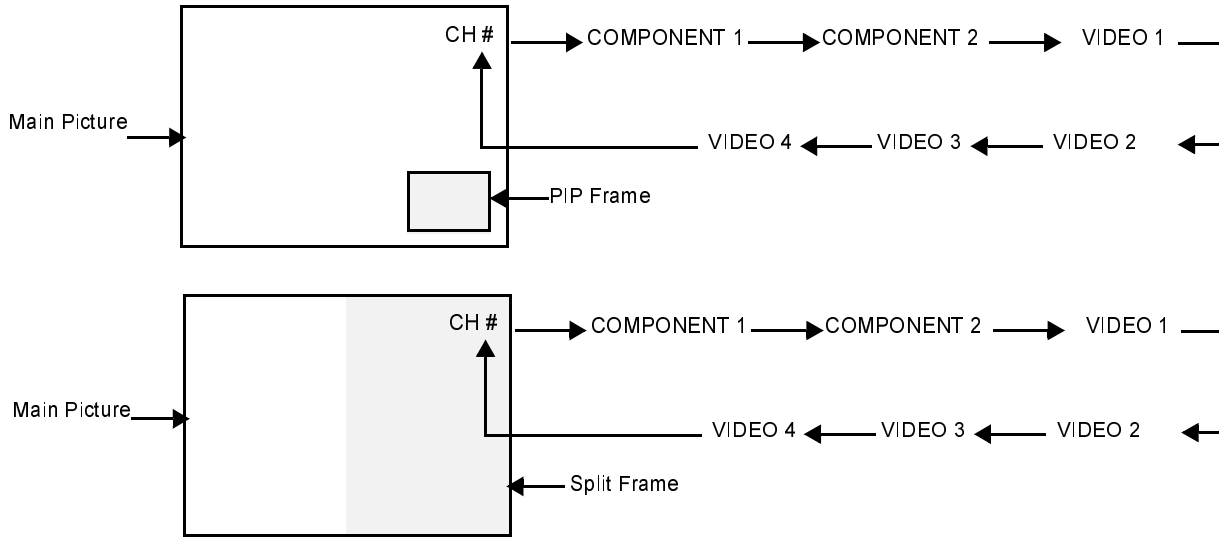 CH # COMPONENT 1 COMPONENT 2 VIDEO 1
Main Picture
VIDEO 4 VIDEO 3 VIDEO 2
PIP Frame
CH # COMPONENT 1 COMPONENT 2 VIDEO 1
Main Picture
VIDEO 4 VIDEO 3 VIDEO 2
Split Frame